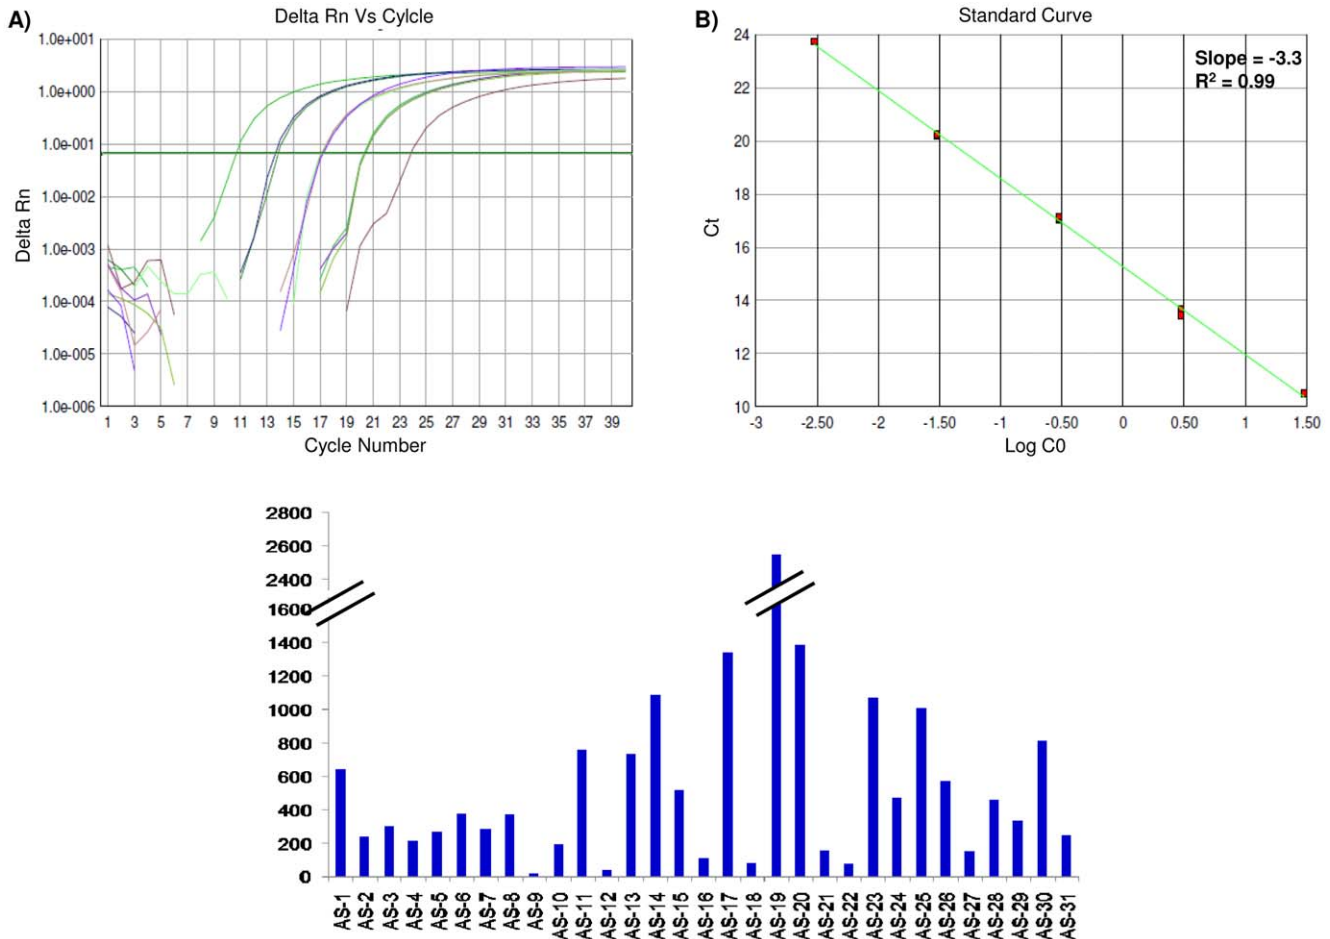 A)
Delta Rn Vs Cylcle
1.0e+001
1.0e+000
1.0e-001
1.0e-002
1.0e-003
1.0e-004
1.0e-005
1.0e-006
Delta Rn
1 3 5 7 9 11 13 15 17 19 21 23 25 27 29 31 33 35 37 39
Cycle Number
B)
Standard Curve
Slope = -3.3
R² = 0.99
24
22
20
18
16
14
12
10
Ct
-3 -2.50 -2 -1.50 -1 -0.50 0 0.50 1 1.50
Log C0
2800
2600
2400
1600
1400
1200
1000
800
600
400
200
0
AS-1 AS-2 AS-3 AS-4 AS-5 AS-6 AS-7 AS-8 AS-9 AS-10 AS-11 AS-12 AS-13 AS-14 AS-15 AS-16 AS-17 AS-18 AS-19 AS-20 AS-21 AS-22 AS-23 AS-24 AS-25 AS-26 AS-27 AS-28 AS-29 AS-30 AS-31